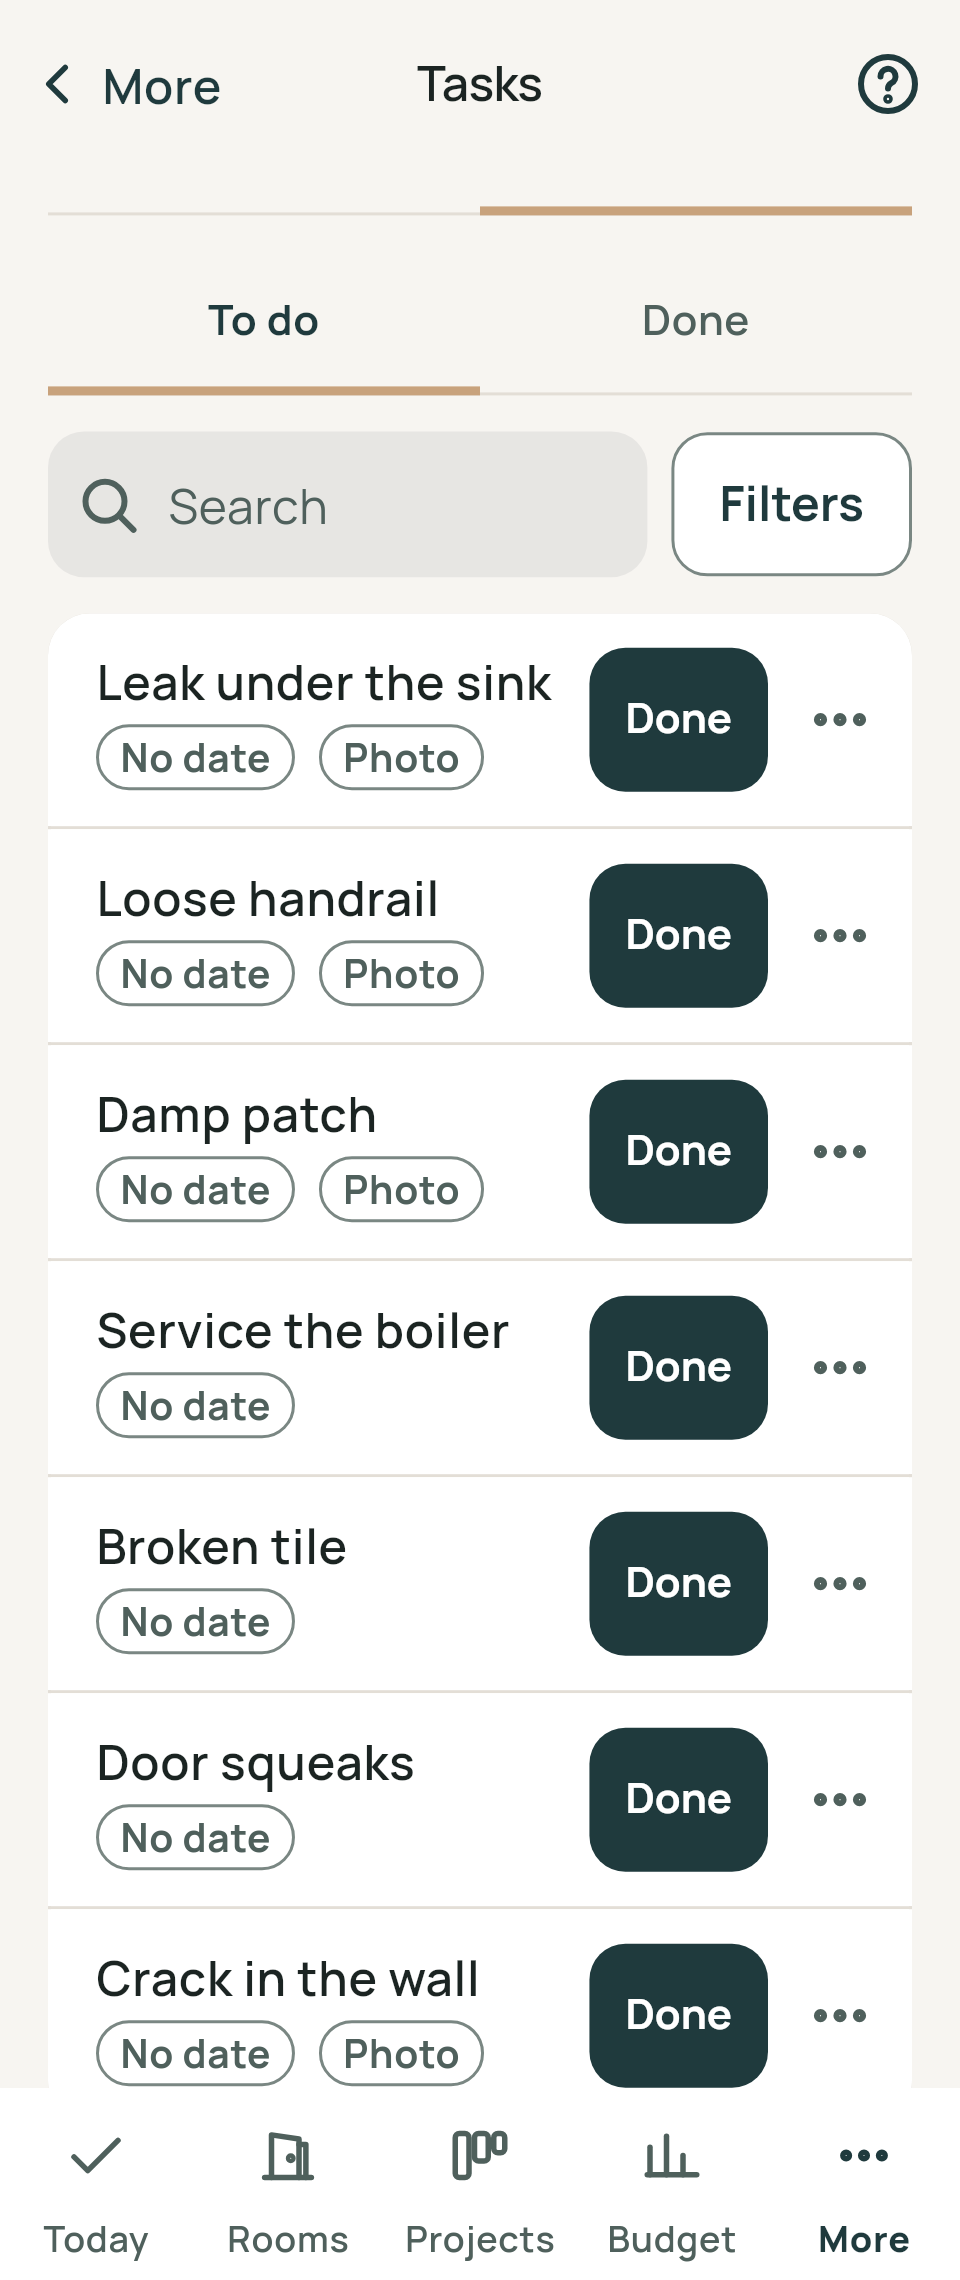 More
Tasks
To do
Done
Search
Filters
Leak under the sink
No date
Photo
Done
Loose handrail
No date
Photo
Done
Damp patch
No date
Photo
Done
Service the boiler
No date
Done
Broken tile
No date
Done
Door squeaks
No date
Done
Crack in the wall
No date
Photo
Done
Today
Rooms
Projects
Budget
More